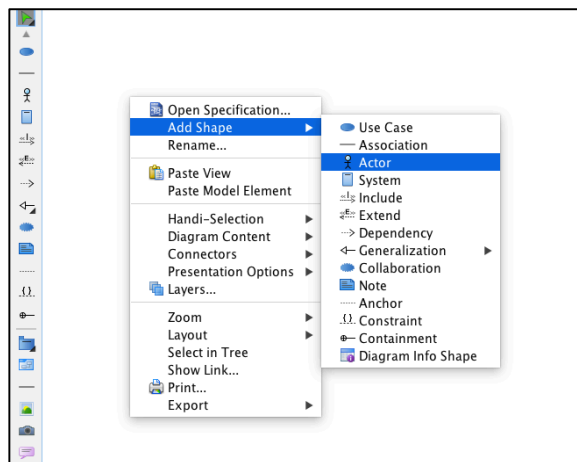 Open Specification...
Add Shape
Rename...
Paste View
Paste Model Element
Handi-Selection
Diagram Content
Connectors
Presentation Options
Layers...
Zoom
Layout
Select in Tree
Show Link...
Print...
Export
Use Case
Association
Actor
System
Include
Extend
Dependency
Generalization
Collaboration
Note
Anchor
Constraint
Containment
Diagram Info Shape